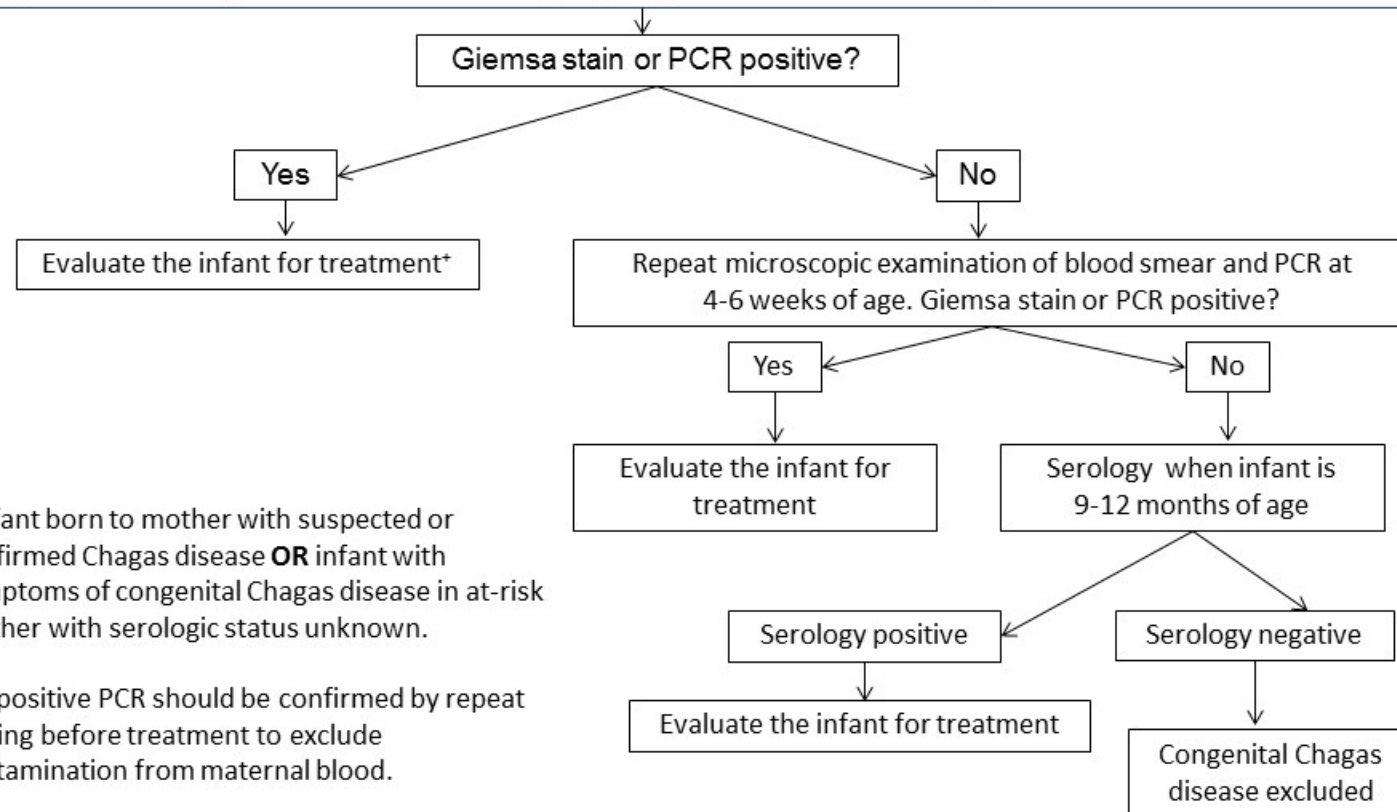 Giemsa stain or PCR positive?
Yes
No
Evaluate the infant for treatment⁺
Repeat microscopic examination of blood smear and PCR at
4-6 weeks of age. Giemsa stain or PCR positive?
Yes
No
Evaluate the infant for
treatment
Serology when infant is
9-12 months of age
born to mother with suspected or
Chagas disease OR infant with
of congenital Chagas disease in at-risk
with serologic status unknown.
Serology positive
Serology negative
positive PCR should be confirmed by repeat
before treatment to exclude
from maternal blood.
Evaluate the infant for treatment
Congenital Chagas
disease excluded